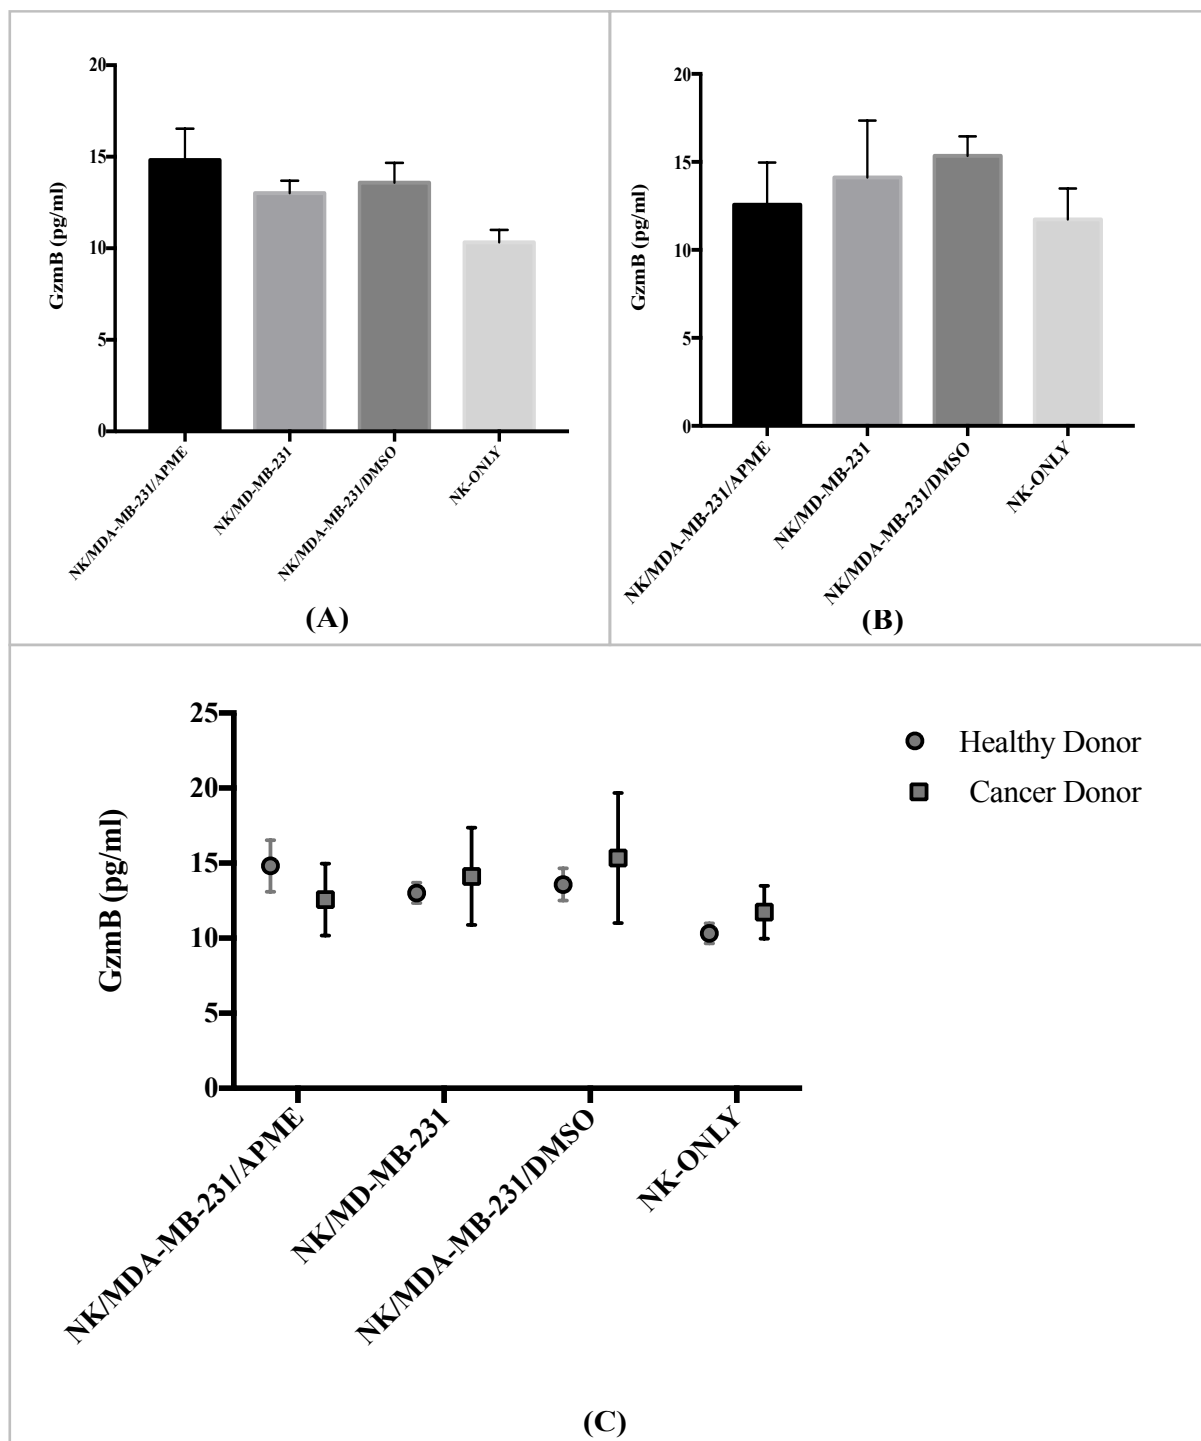 20
15
10
5
0
GzmB (pg/ml)
NK/MDA-MB-231/APME
NK/MD-MB-231
NK/MDA-MB-231/DMSO
NK-ONLY
(A)
20
15
10
5
0
GzmB (pg/ml)
NK/MDA-MB-231/APME
NK/MD-MB-231
NK/MDA-MB-231/DMSO
NK-ONLY
(B)
25
20
15
10
5
0
GzmB (pg/ml)
NK/MDA-MB-231/APME
NK/MD-MB-231
NK/MDA-MB-231/DMSO
NK-ONLY
Healthy Donor
Cancer Donor
(C)